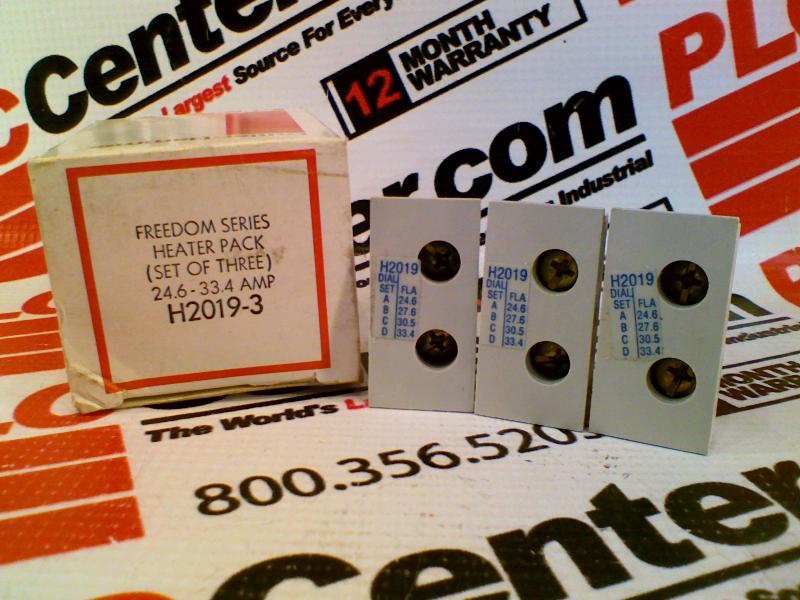 Center
Largest Source For Every
12 MONTH
WARRANTY
PL
er.com
Industrial
FREEDOM SERIES
HEATER PACK
(SET OF THREE)
24.6 - 33.4 AMP
H2019-3
H2019
DIAL
SET FLA
A 24.6
B 27.6
C 30.5
D 33.4
H2019
DIAL
SET FLA
A 24.6
B 27.6
C 30.5
D 33.4
H2019
DIAL
SET FLA
A 24.6
B 27.6
C 30.5
D 33.4
MONTH
The World's
800.356.5205
Center